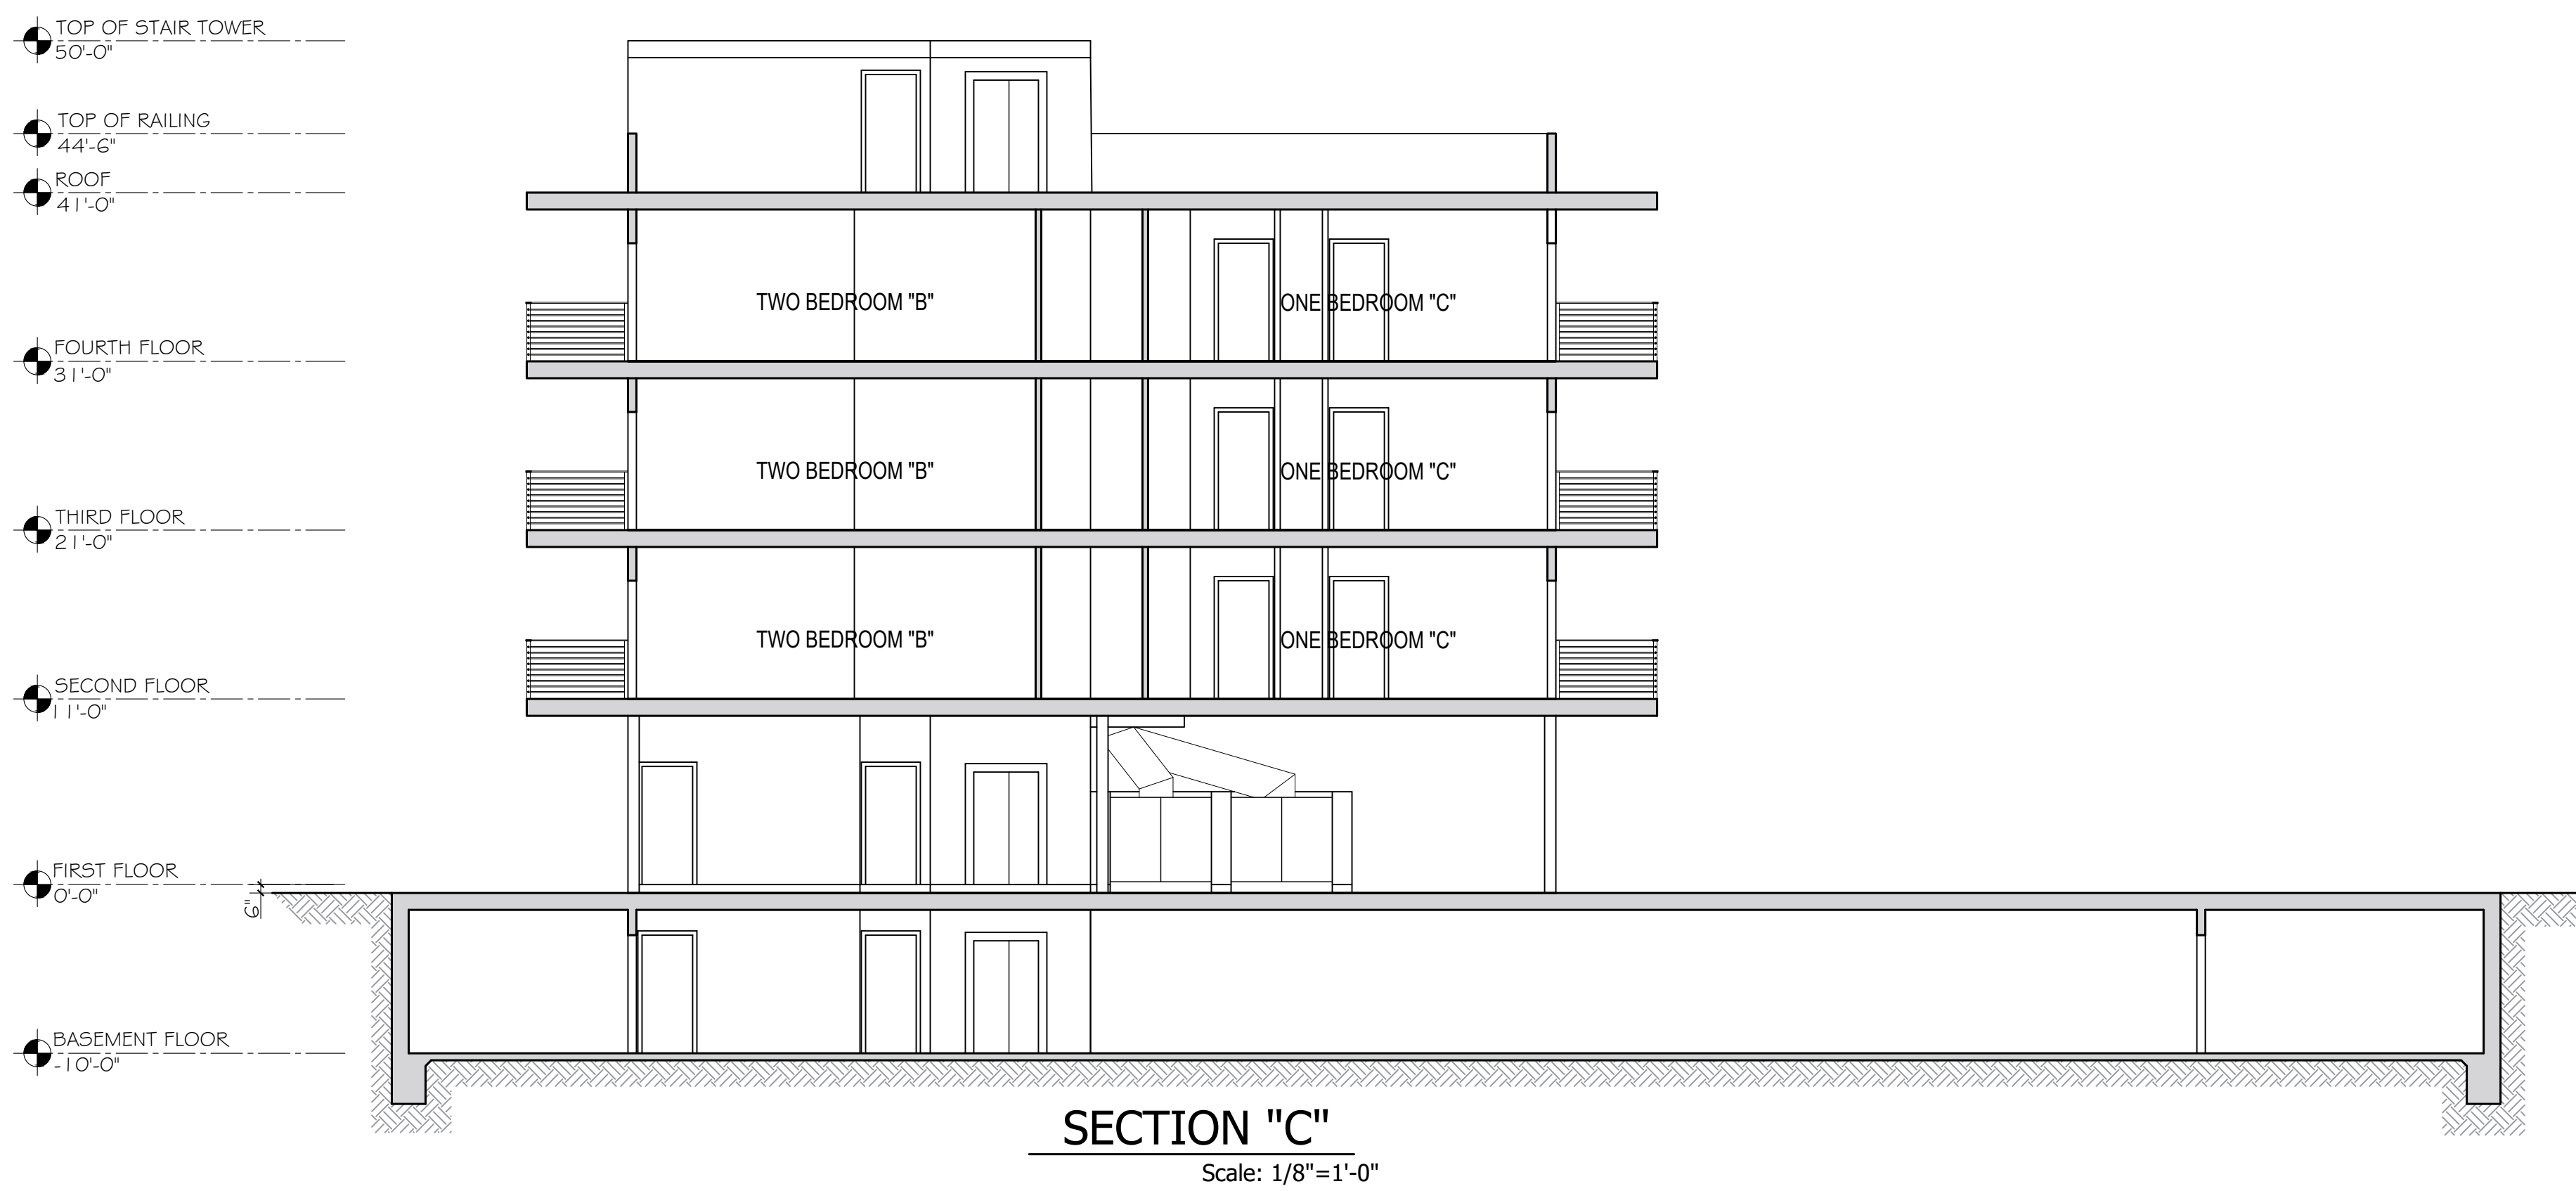 TOP OF STAIR TOWER
50'-0"
TOP OF RAILING
44'-6"
ROOF
41'-0"
TWO BEDROOM "B"
ONE BEDROOM "C"
FOURTH FLOOR
31'-0"
TWO BEDROOM "B"
ONE BEDROOM "C"
THIRD FLOOR
21'-0"
TWO BEDROOM "B"
ONE BEDROOM "C"
SECOND FLOOR
11'-0"
FIRST FLOOR
0'-0"
6"
BASEMENT FLOOR
-10'-0"
SECTION "C"
Scale: 1/8"=1'-0"